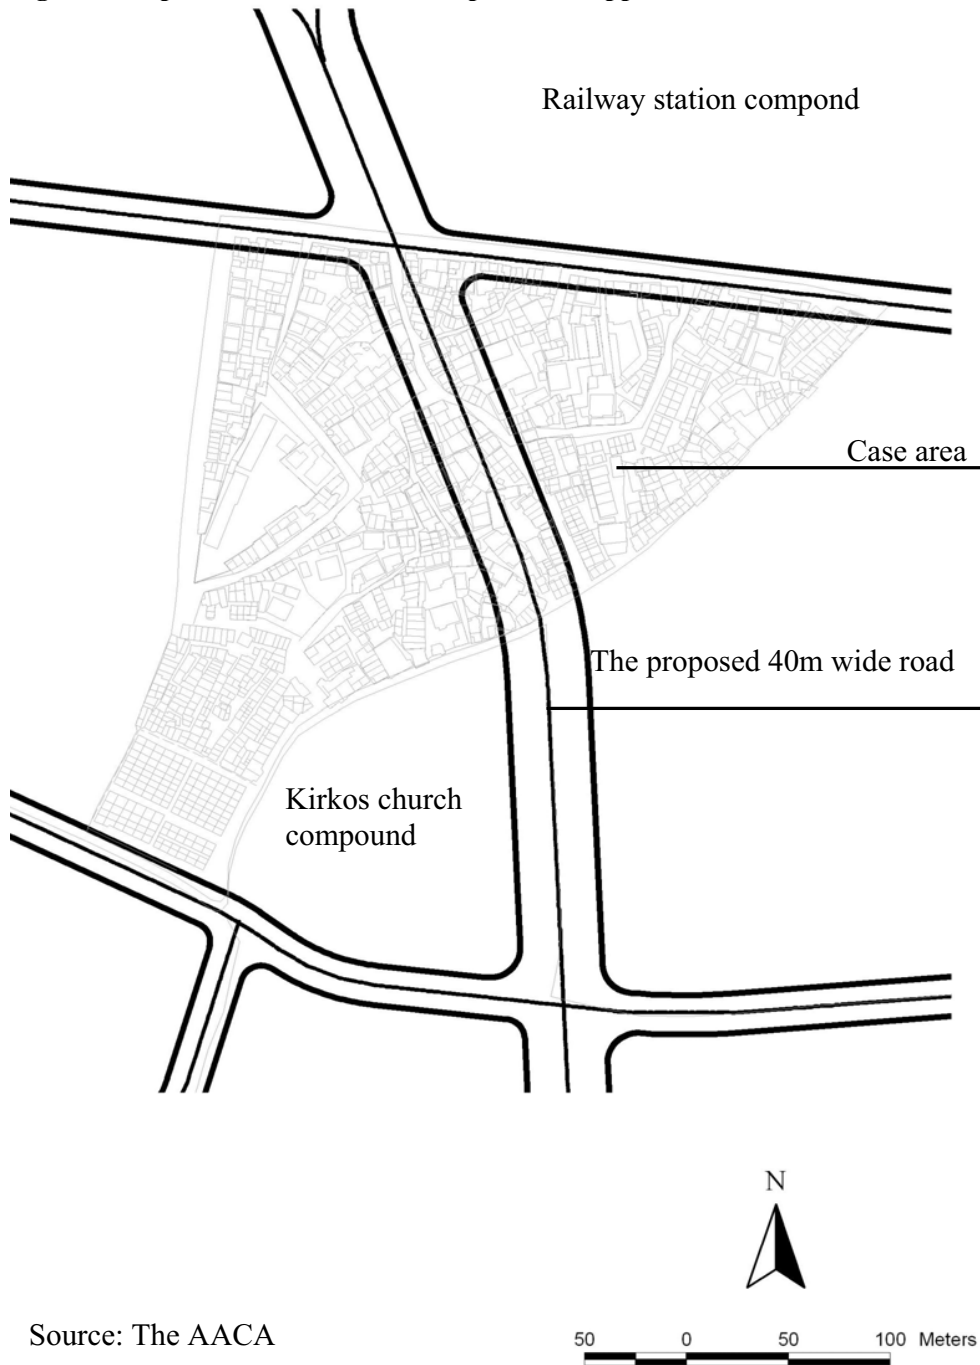 Railway station compond
Case area
The proposed 40m wide road
Kirkos church
compound
N
Source: The AACA
50 0 50 100 Meters